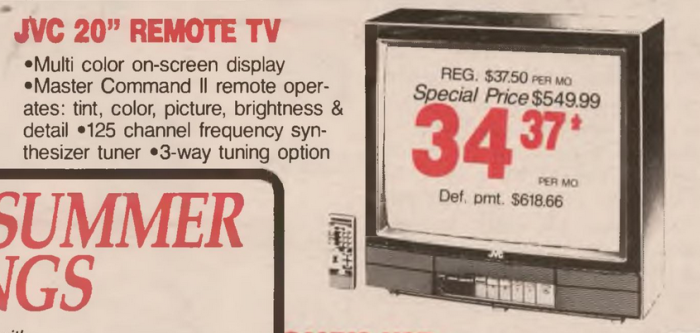 JVC 20” REMOTE TV
•Multi color on-screen display
•Master Command II remote oper-
ates: tint, color, picture, brightness &
detail •125 channel frequency syn-
thesizer tuner •3-way tuning option
REG. $37.50 PER MO.
Special Price $549.99
34 37*
PER MO.
Def. pmt. $618.66
JVC
SUMMER
NGS